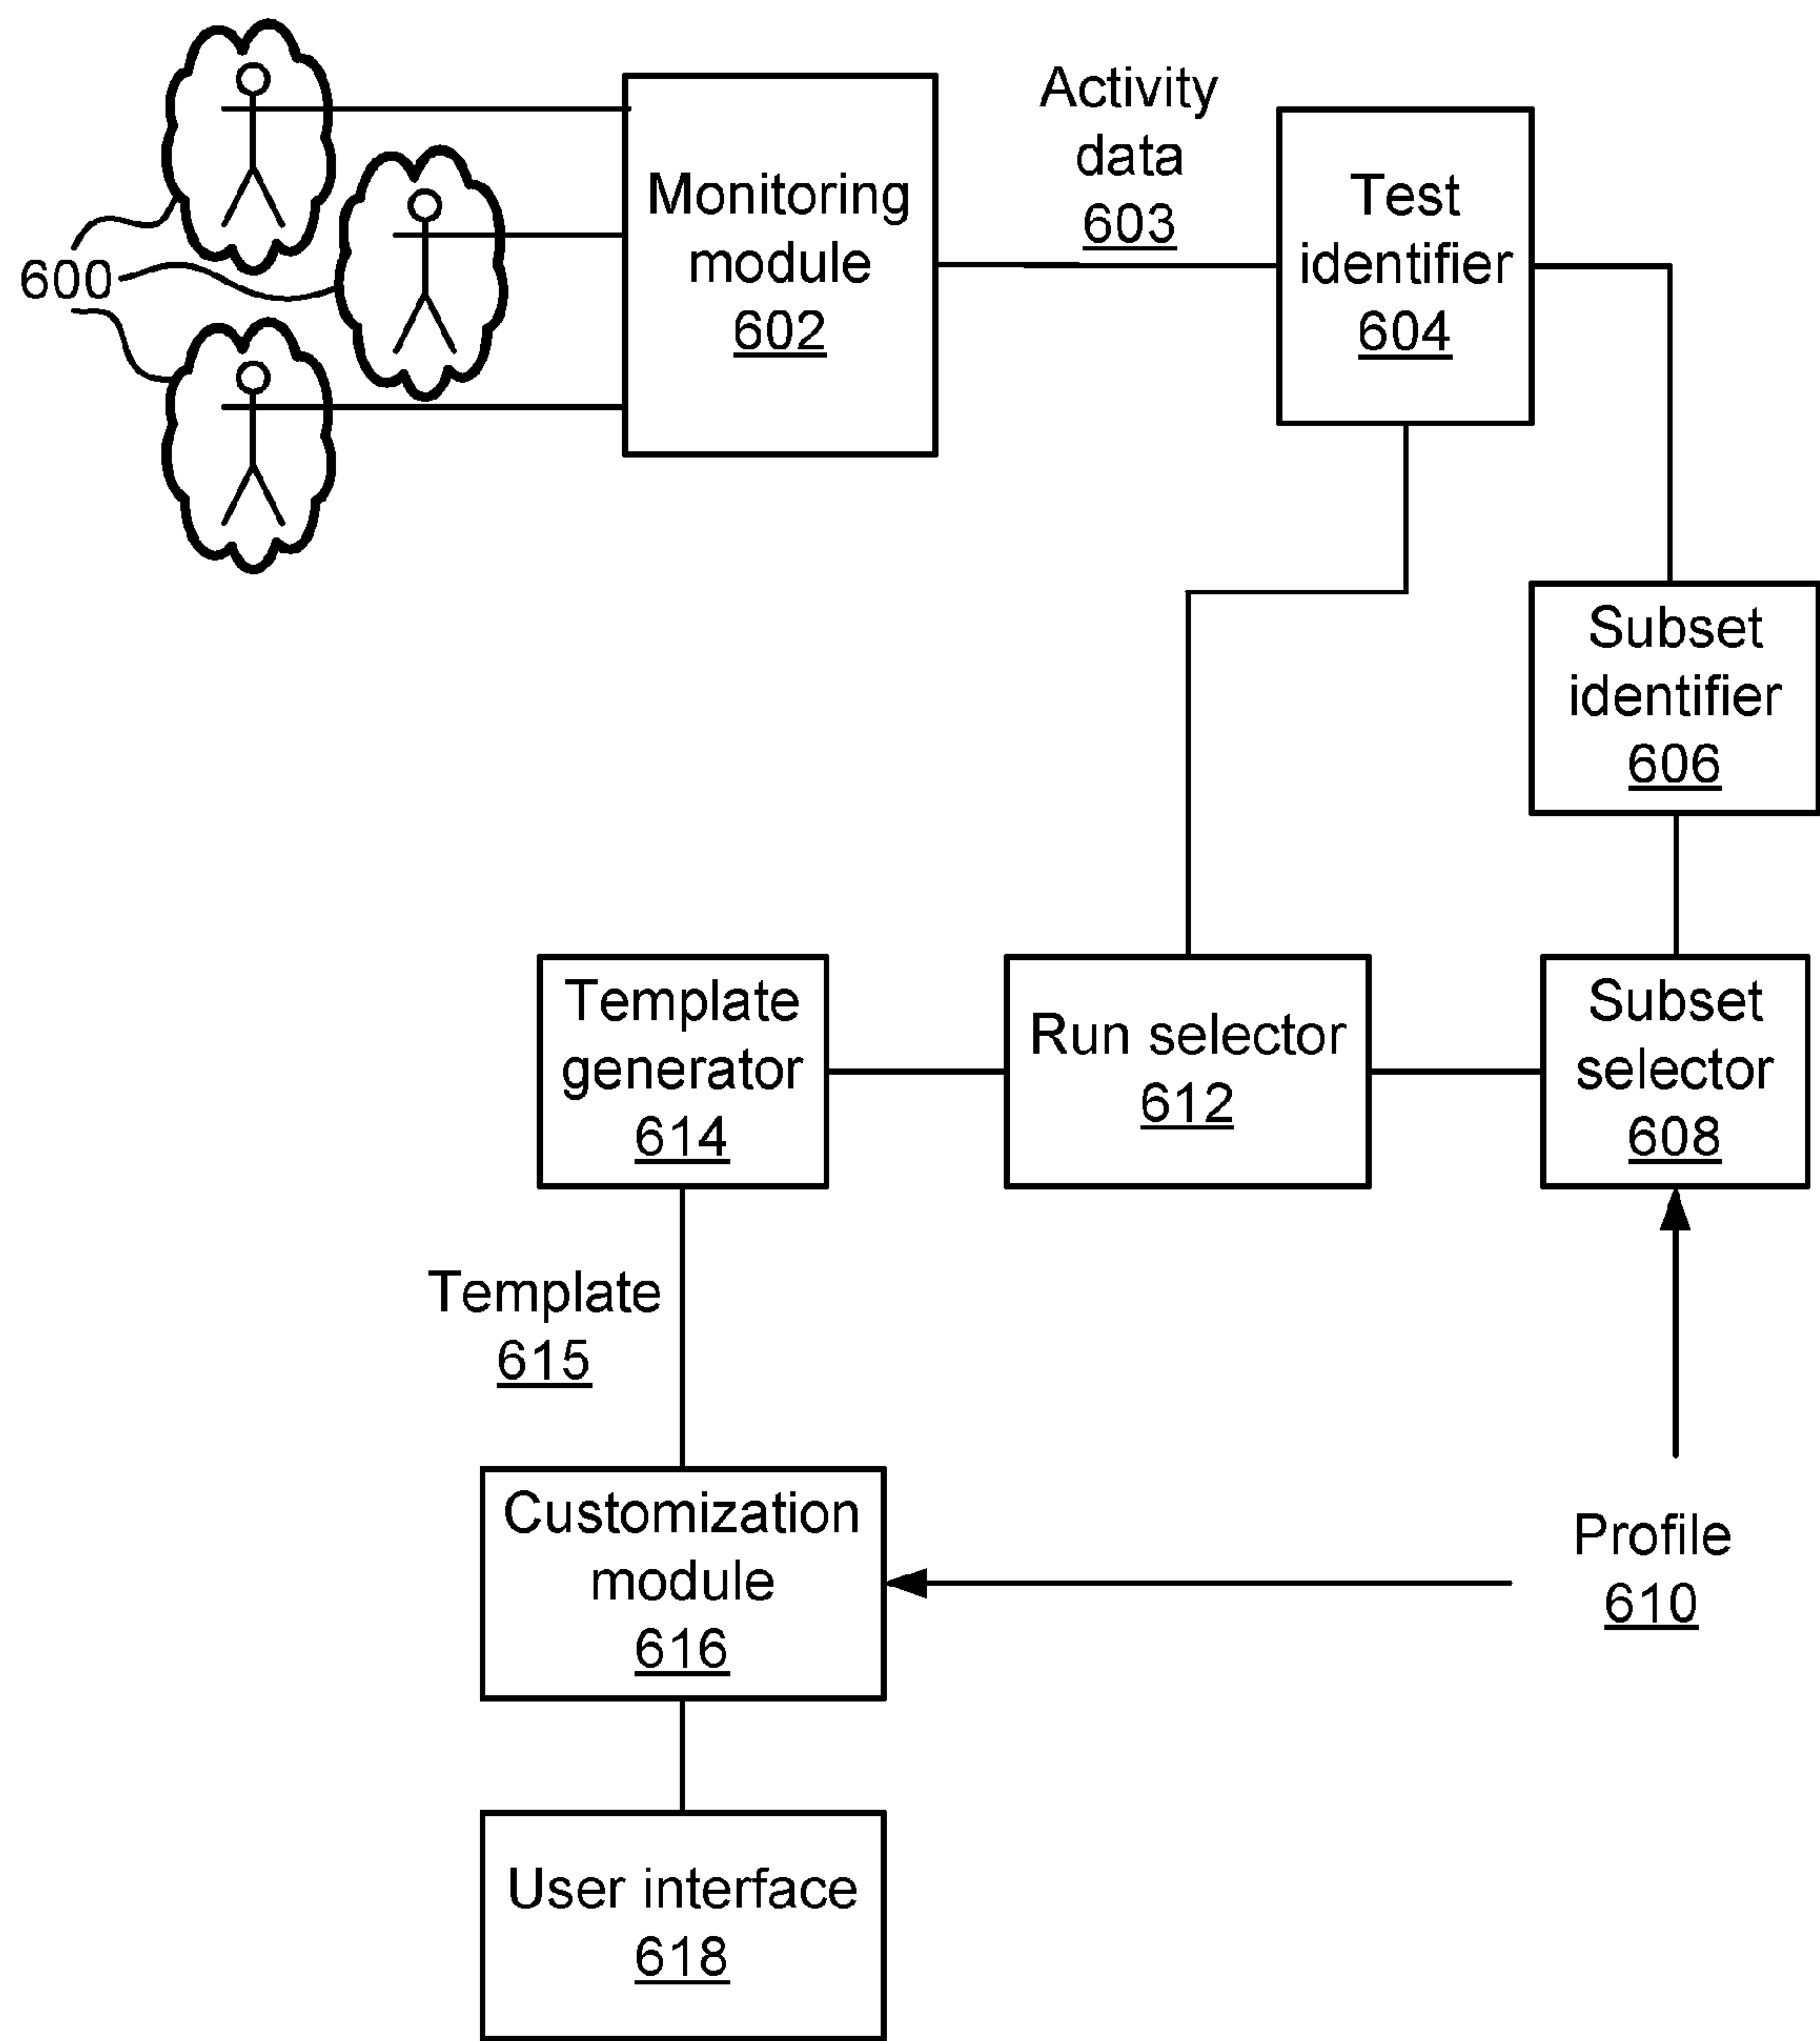 600
Monitoring
module
602
Activity
data
603
Test
identifier
604
Subset
identifier
606
Subset
selector
608
Run selector
612
Template
generator
614
Template
615
Profile
610
Customization
module
616
User interface
618